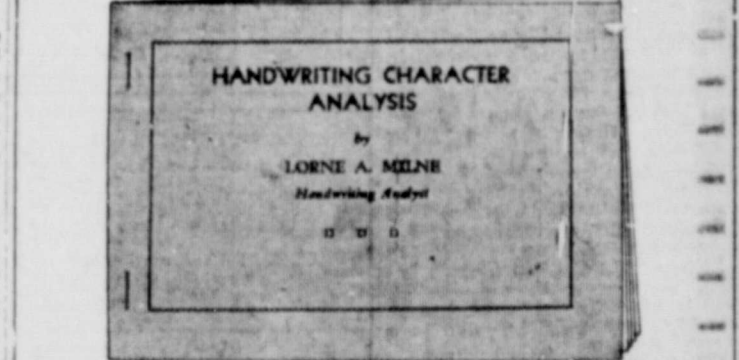 HANDWRITING CHARACTER
ANALYSIS
by
LORNE A. MILNE
Handwriting Analyst